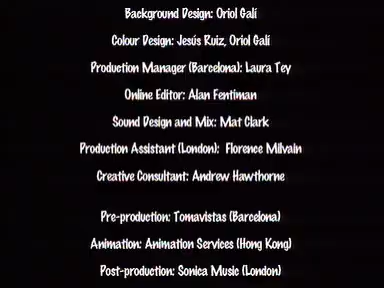 Background Design: Oriol Galí
Colour Design: Jesús Ruiz, Oriol Galí
Production Manager (Barcelona): Laura Tey
Online Editor: Alan Fentiman
Sound Design and Mix: Mat Clark
Production Assistant (London): Florence Milvain
Creative Consultant: Andrew Hawthorne
Pre-production: Tomavistas (Barcelona)
Animation: Animation Services (Hong Kong)
Post-production: Sonica Music (London)